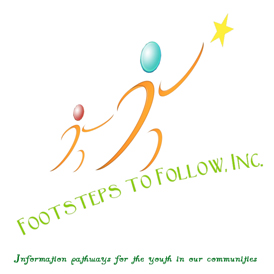 FOOTSTEPS TO FOLLOW, INC.
Information pathways for the youth in our communities